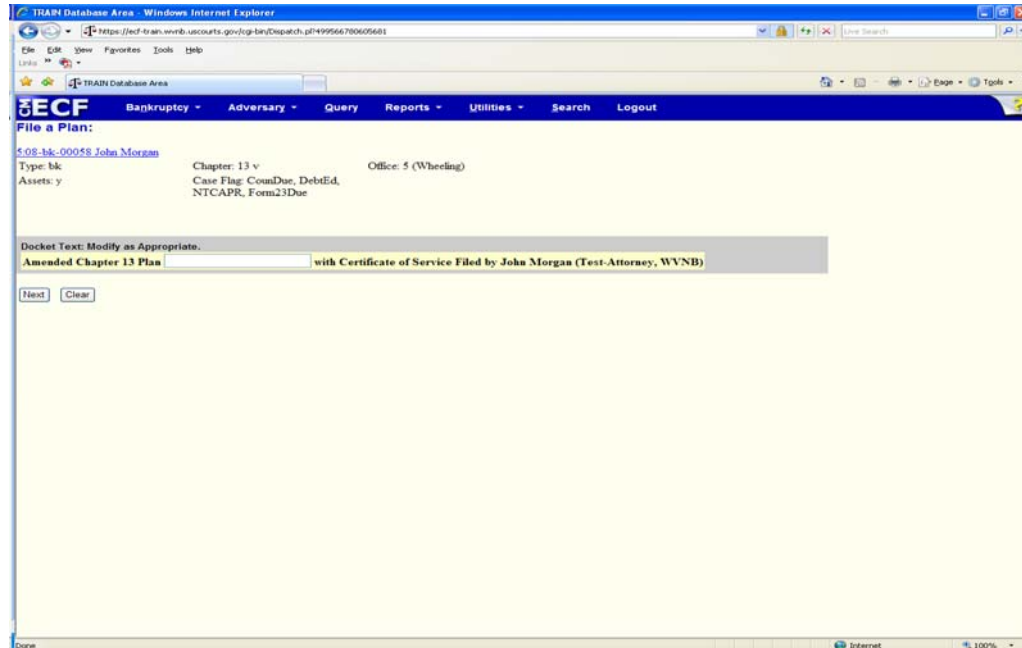 TRAIN Database Area - Windows Internet Explorer
https://ecf-train.wvnb.uscourts.gov/cgi-bin/Dispatch.pl?499566780605681
Live Search
File Edit View Favorites Tools Help
Links »
TRAIN Database Area
Page Tools
CM ECF Bankruptcy Adversary Query Reports Utilities Search Logout
File a Plan:
5:08-bk-00058 John Morgan
Type: bk Chapter: 13 v Office: 5 (Wheeling)
Assets: y Case Flag: CounDue, DebtEd,
NTCAPR, Form23Due
Docket Text: Modify as Appropriate.
Amended Chapter 13 Plan with Certificate of Service Filed by John Morgan (Test-Attorney, WVNB)
Next Clear
Done Internet 100%